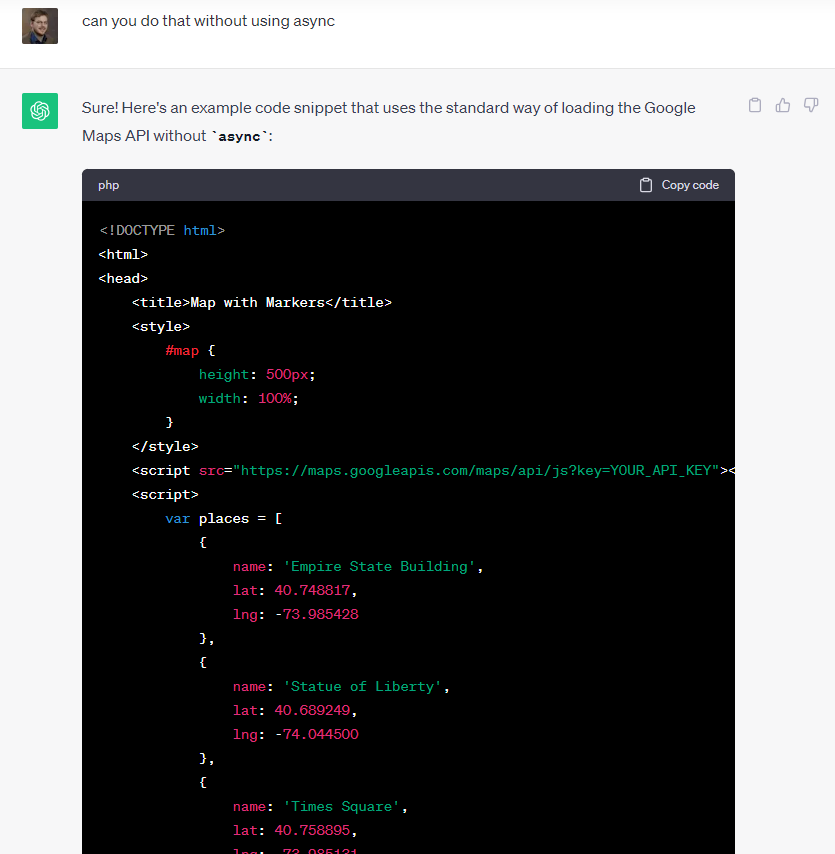 can you do that without using async
Sure! Here's an example code snippet that uses the standard way of loading the Google
Maps API without `async`:
php
Copy code
<!DOCTYPE html>
<html>
<head>
    <title>Map with Markers</title>
    <style>
        #map {
            height: 500px;
            width: 100%;
        }
    </style>
    <script src="https://maps.googleapis.com/maps/api/js?key=YOUR_API_KEY"><
    <script>
        var places = [
            {
                name: 'Empire State Building',
                lat: 40.748817,
                lng: -73.985428
            },
            {
                name: 'Statue of Liberty',
                lat: 40.689249,
                lng: -74.044500
            },
            {
                name: 'Times Square',
                lat: 40.758895,
                lng: -73.985131